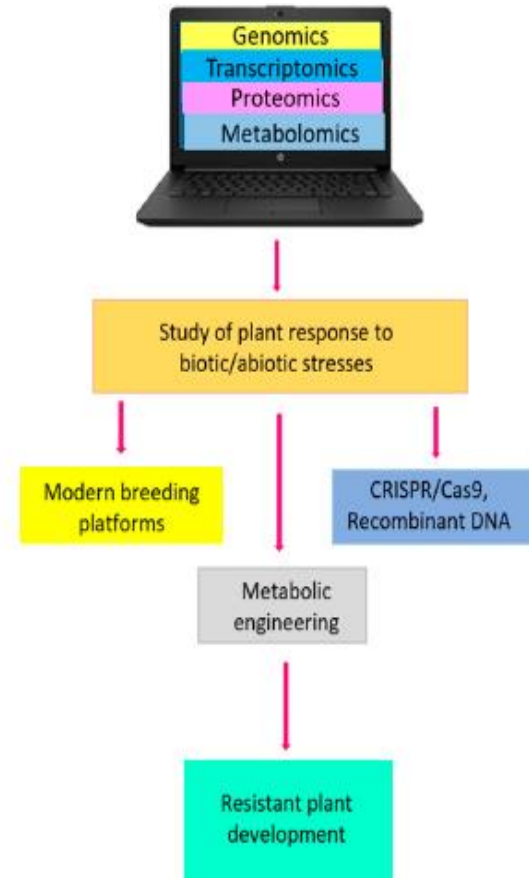 Genomics
Transcriptomics
Proteomics
Metabolomics
Study of plant response to
biotic/abiotic stresses
Modern breeding
platforms
CRISPR/Cas9,
Recombinant DNA
Metabolic
engineering
Resistant plant
development